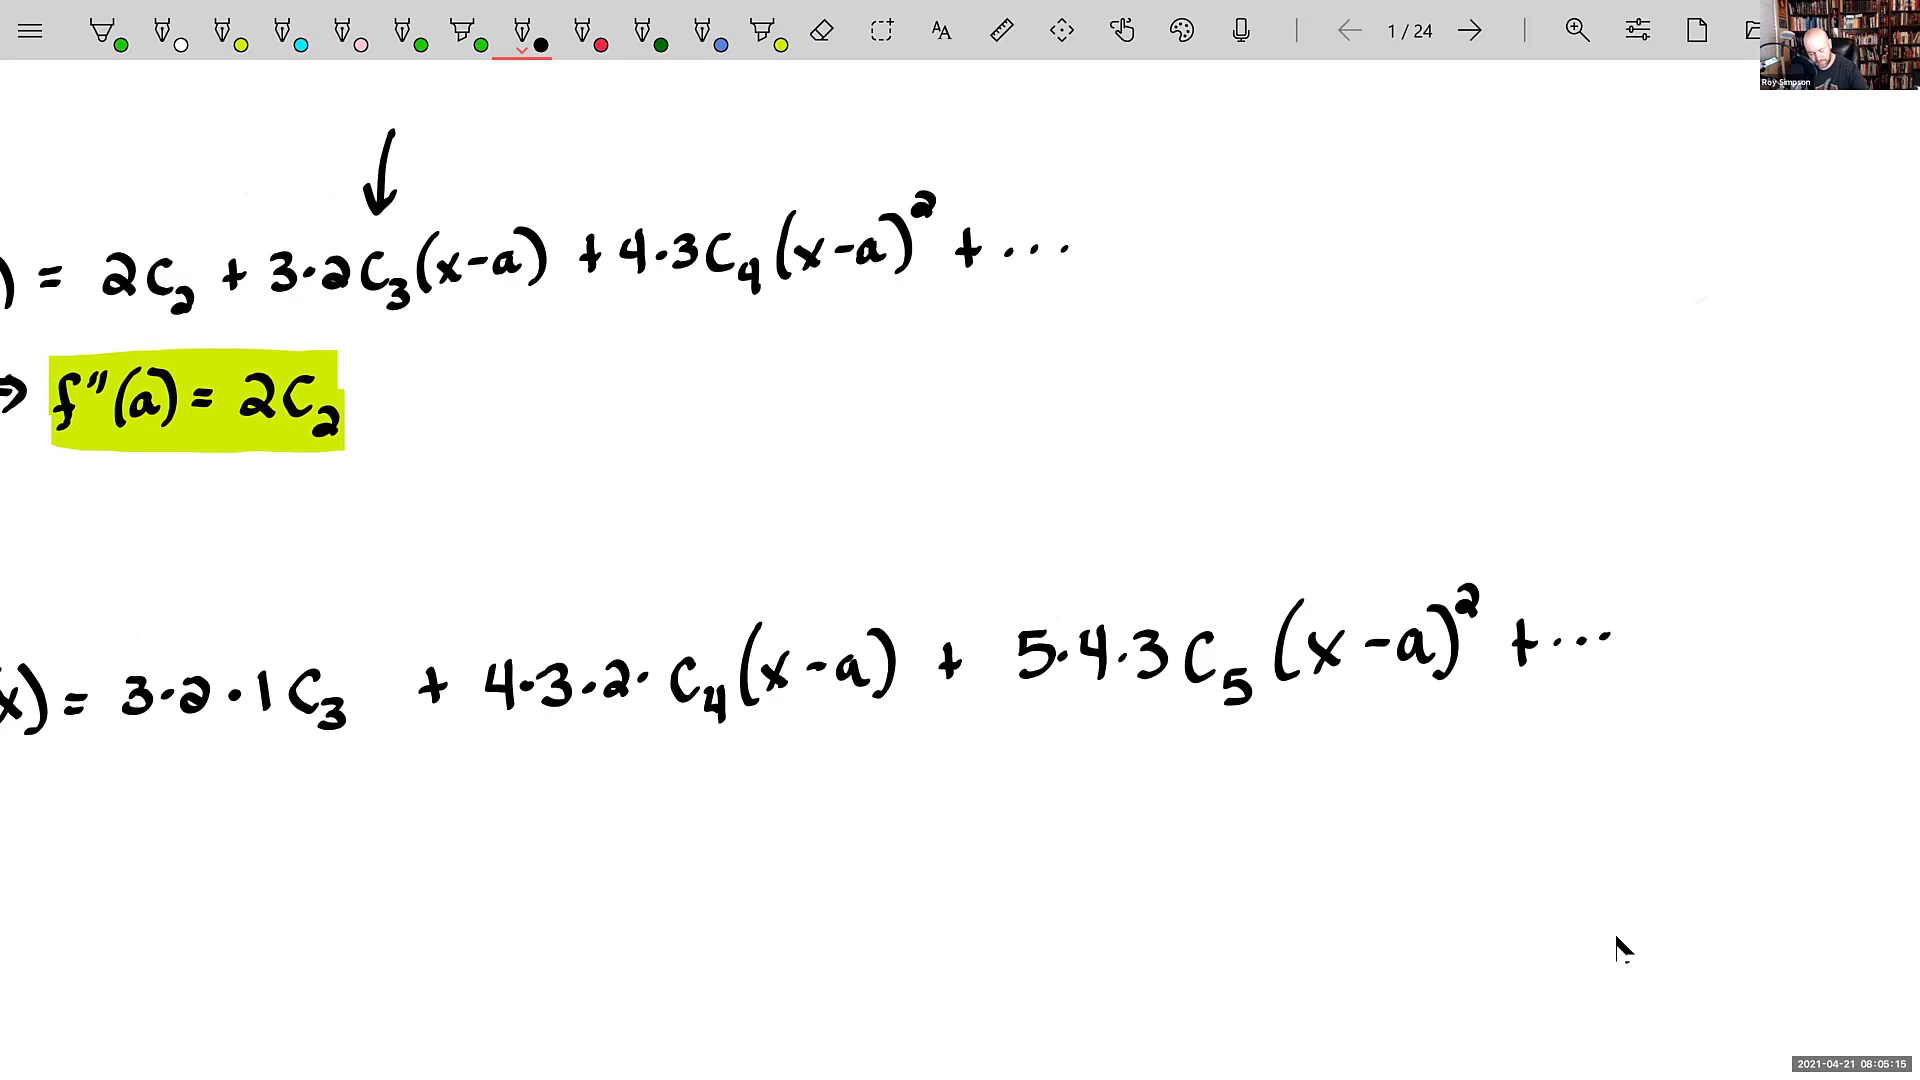 1 / 24
Roy Simpson
) = 2c₂ + 3·2c₃(x-a) + 4·3c₄(x-a)² + ...
⇒ f''(a) = 2c₂
x) = 3·2·1c₃ + 4·3·2·c₄(x-a) + 5·4·3c₅(x-a)² + ...
2021-04-21 08:05:15